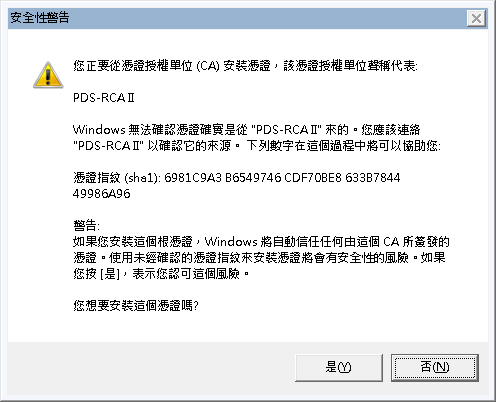 安全性警告
您正要從憑證授權單位 (CA) 安裝憑證，該憑證授權單位聲稱代表:
PDS-RCAⅡ
Windows 無法確認憑證確實是從 "PDS-RCAⅡ" 來的。您應該連絡
"PDS-RCAⅡ" 以確認它的來源。 下列數字在這個過程中將可以協助您:
憑證指紋 (sha1): 6981C9A3 B6549746 CDF70BE8 633B7844
49986A96
警告:
如果您安裝這個根憑證，Windows 將自動信任任何由這個 CA 所簽發的
憑證。使用未經確認的憑證指紋來安裝憑證將會有安全性的風險。如果
您按 [是]，表示您認可這個風險。
您想要安裝這個憑證嗎?
是(Y)
否(N)